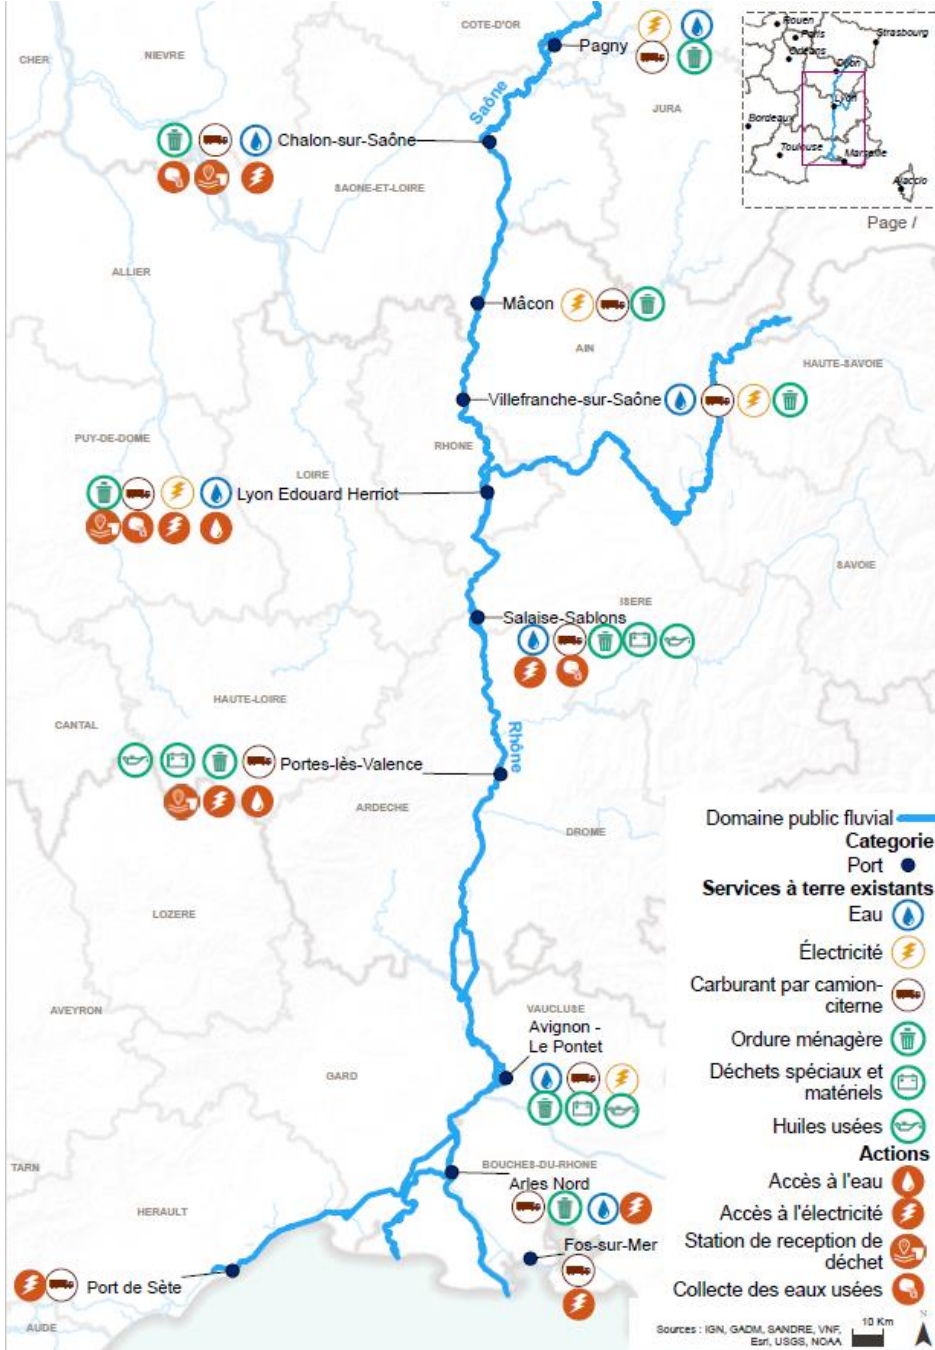 COTE-D'OR
Rouen
Paris
Strasbourg
Orléans
Dijon
Lyon
Bordeaux
Toulouse
Marseille
Ajaccio
Page /
CHER
NIEVRE
Pagny
JURA
Saône
Chalon-sur-Saône
SAONE-ET-LOIRE
ALLIER
Mâcon
AIN
HAUTE-SAVOIE
Villefranche-sur-Saône
PUY-DE-DOME
RHONE
LOIRE
Lyon Edouard Herriot
SAVOIE
ISERE
Salaise-Sablons
HAUTE-LOIRE
CANTAL
Rhône
Portes-lès-Valence
ARDECHE
DROME
LOZERE
AVEYRON
VAUCLUSE
Avignon -
Le Pontet
GARD
TARN
BOUCHES-DU-RHONE
Arles Nord
HERAULT
Fos-sur-Mer
Port de Sète
AUDE
Domaine public fluvial
Categorie
Port
Services à terre existants
Eau
Électricité
Carburant par camion-
citerne
Ordure ménagère
Déchets spéciaux et
matériels
Huiles usées
Actions
Accès à l'eau
Accès à l'électricité
Station de reception de
déchet
Collecte des eaux usées
N
10 Km
Sources : IGN, GADM, SANDRE, VNF,
Esri, USGS, NOAA